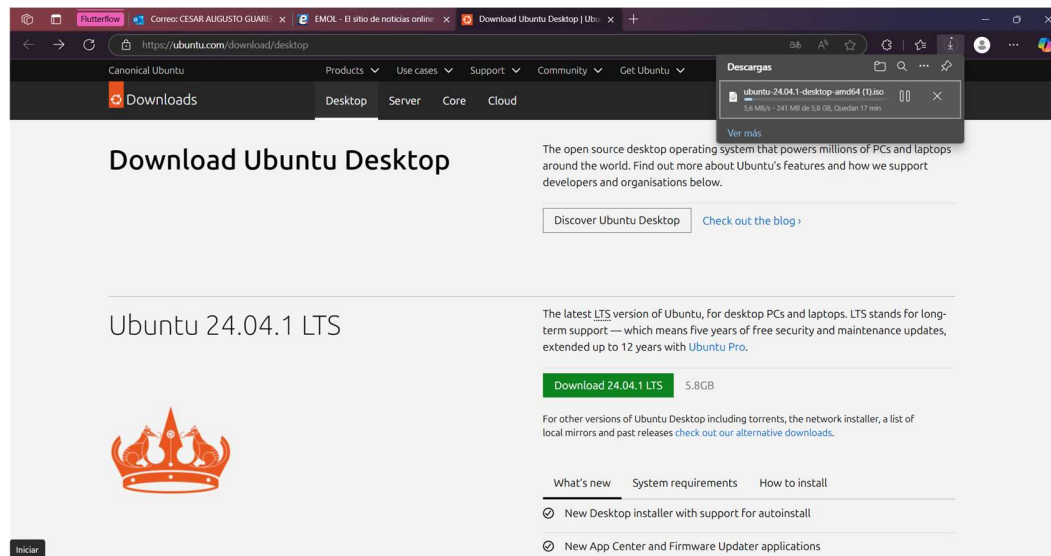 Flutterflow
Correo: CESAR AUGUSTO GUAREC
EMOL - El sitio de noticias online
Download Ubuntu Desktop | Ubu
https://ubuntu.com/download/desktop
Canonical Ubuntu
Products
Use cases
Support
Community
Get Ubuntu
Descargas
Downloads
Desktop
Server
Core
Cloud
ubuntu-24.04.1-desktop-amd64 (1).iso
5,6 MB/s - 241 MB de 5,8 GB, Quedan 17 min
Ver más
Download Ubuntu Desktop
The open source desktop operating system that powers millions of PCs and laptops
around the world. Find out more about Ubuntu's features and how we support
developers and organisations below.
Discover Ubuntu Desktop
Check out the blog ›
Ubuntu 24.04.1 LTS
The latest LTS version of Ubuntu, for desktop PCs and laptops. LTS stands for long-
term support — which means five years of free security and maintenance updates,
extended up to 12 years with Ubuntu Pro.
Download 24.04.1 LTS
5.8GB
For other versions of Ubuntu Desktop including torrents, the network installer, a list of
local mirrors and past releases check out our alternative downloads.
What's new
System requirements
How to install
New Desktop installer with support for autoinstall
New App Center and Firmware Updater applications
Iniciar